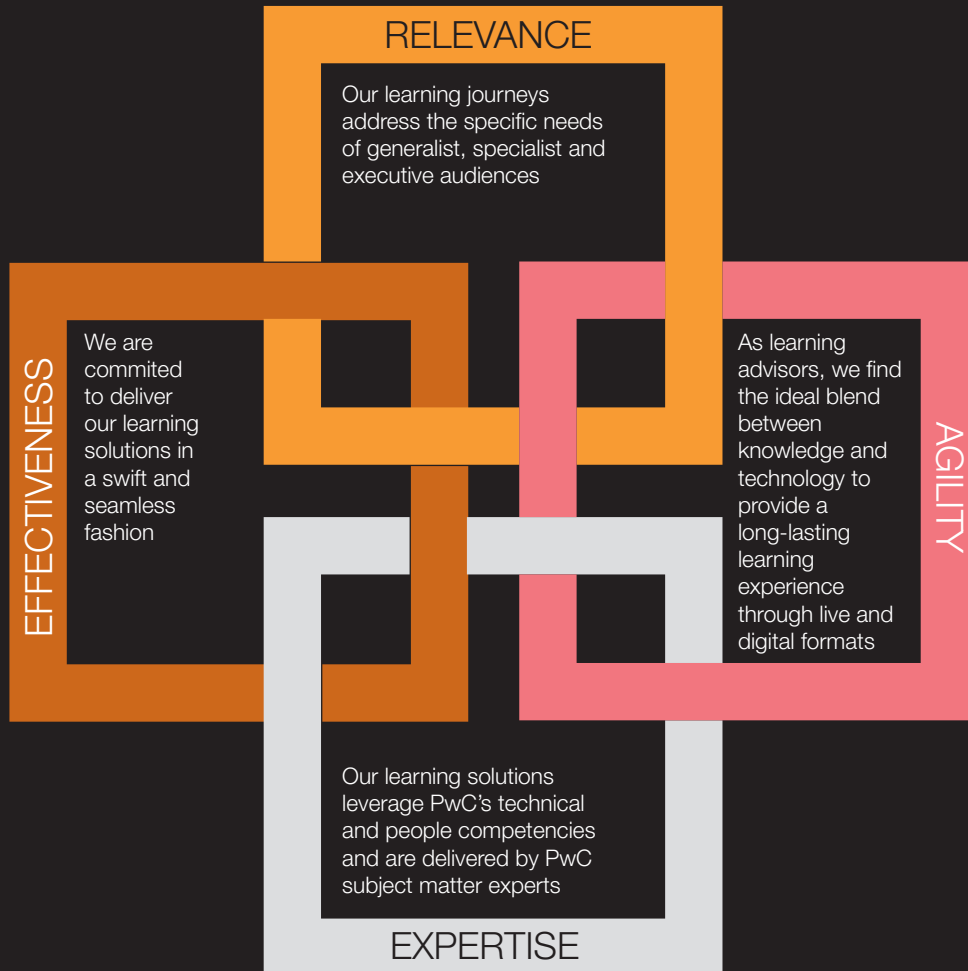 RELEVANCE
Our learning journeys
address the specific needs
of generalist, specialist and
executive audiences
EFFECTIVENESS
We are
commited
to deliver
our learning
solutions in
a swift and
seamless
fashion
As learning
advisors, we find
the ideal blend
between
knowledge and
technology to
provide a
long-lasting
learning
experience
through live and
digital formats
AGILITY
Our learning solutions
leverage PwC’s technical
and people competencies
and are delivered by PwC
subject matter experts
EXPERTISE